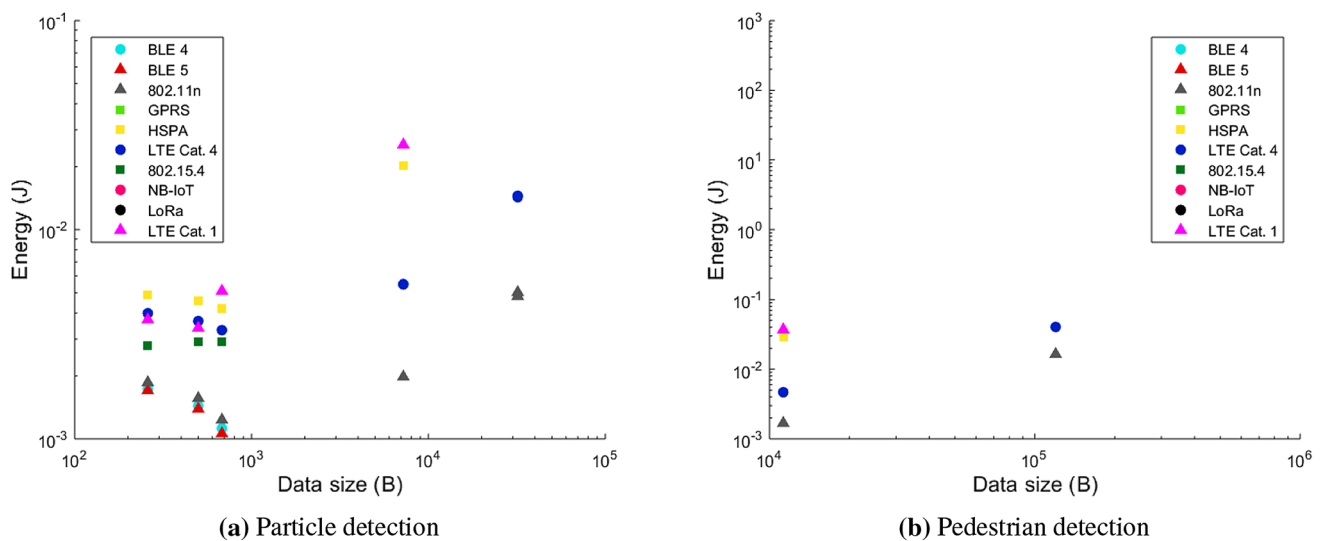 10^-1
10^-2
10^-3
Energy (J)
BLE 4
BLE 5
802.11n
GPRS
HSPA
LTE Cat. 4
802.15.4
NB-IoT
LoRa
LTE Cat. 1
10^2
10^3
10^4
10^5
Data size (B)
(a) Particle detection
10^3
10^2
10^1
10^0
10^-1
10^-2
10^-3
Energy (J)
BLE 4
BLE 5
802.11n
GPRS
HSPA
LTE Cat. 4
802.15.4
NB-IoT
LoRa
LTE Cat. 1
10^4
10^5
10^6
Data size (B)
(b) Pedestrian detection